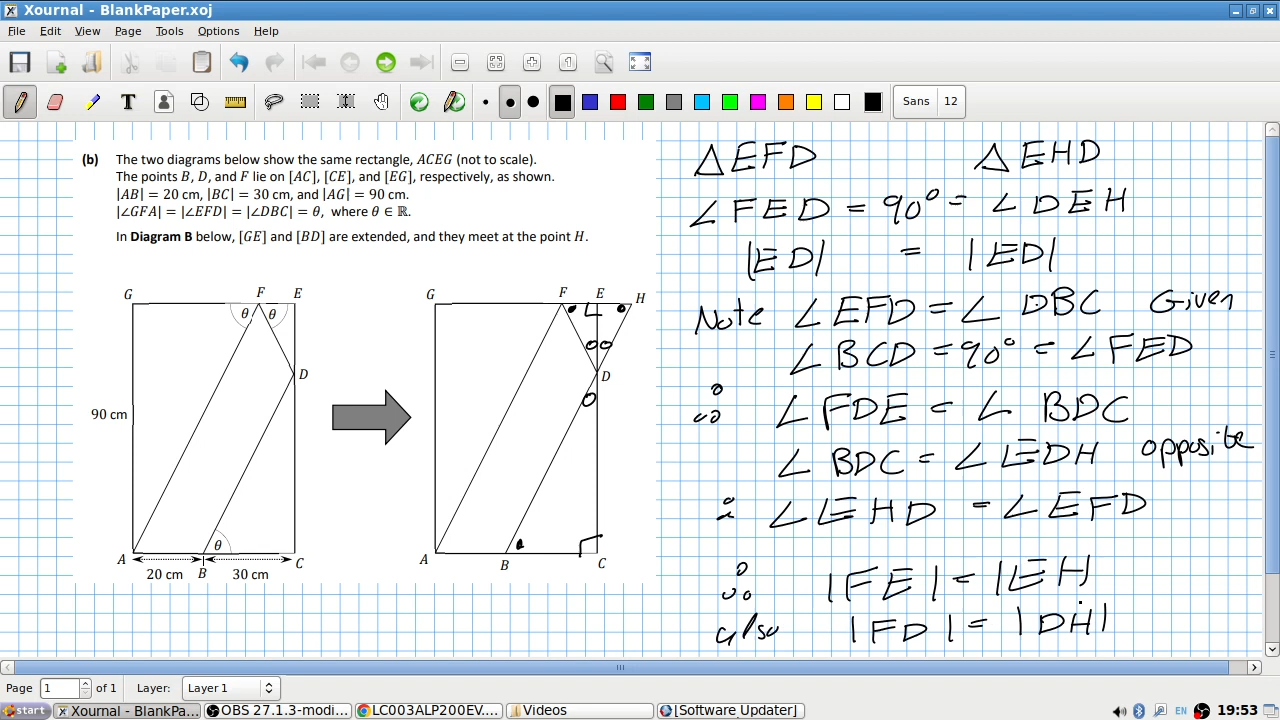 Xournal - BlankPaper.xoj
File Edit View Page Tools Options Help
Sans 12
(b) The two diagrams below show the same rectangle, ACEG (not to scale).
The points B, D, and F lie on [AC], [CE], and [EG], respectively, as shown.
|AB| = 20 cm, |BC| = 30 cm, and |AG| = 90 cm.
|∠GFA| = |∠EFD| = |∠DBC| = θ, where θ ∈ ℝ.
In Diagram B below, [GE] and [BD] are extended, and they meet at the point H.
G F E
θ θ
D
90 cm
θ
A B C
20 cm 30 cm
G F E H
D
A B C
△EFD △EHD
∠FED = 90° = ∠DEH
|ED| = |ED|
Note ∠EFD = ∠DBC Given
∠BCD = 90° = ∠FED
∴ ∠FDE = ∠BDC
∠BDC = ∠EDH opposite
∴ ∠EHD = ∠EFD
∴ |FE| = |EH|
also |FD| = |DH|
Page 1 of 1 Layer: Layer 1
start Xournal - BlankPa... OBS 27.1.3-modi... LC003ALP200EV.... Videos [Software Updater] EN 19:53